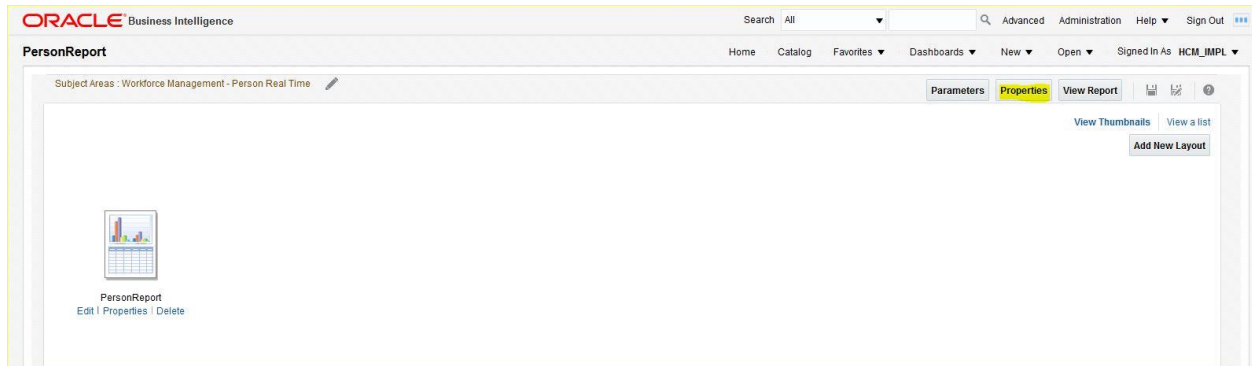 ORACLE Business Intelligence Search All Advanced Administration Help Sign Out
PersonReport Home Catalog Favorites Dashboards New Open Signed In As HCM_IMPL
Subject Areas : Workforce Management - Person Real Time Parameters Properties View Report
View Thumbnails View a list
Add New Layout
PersonReport
Edit | Properties | Delete